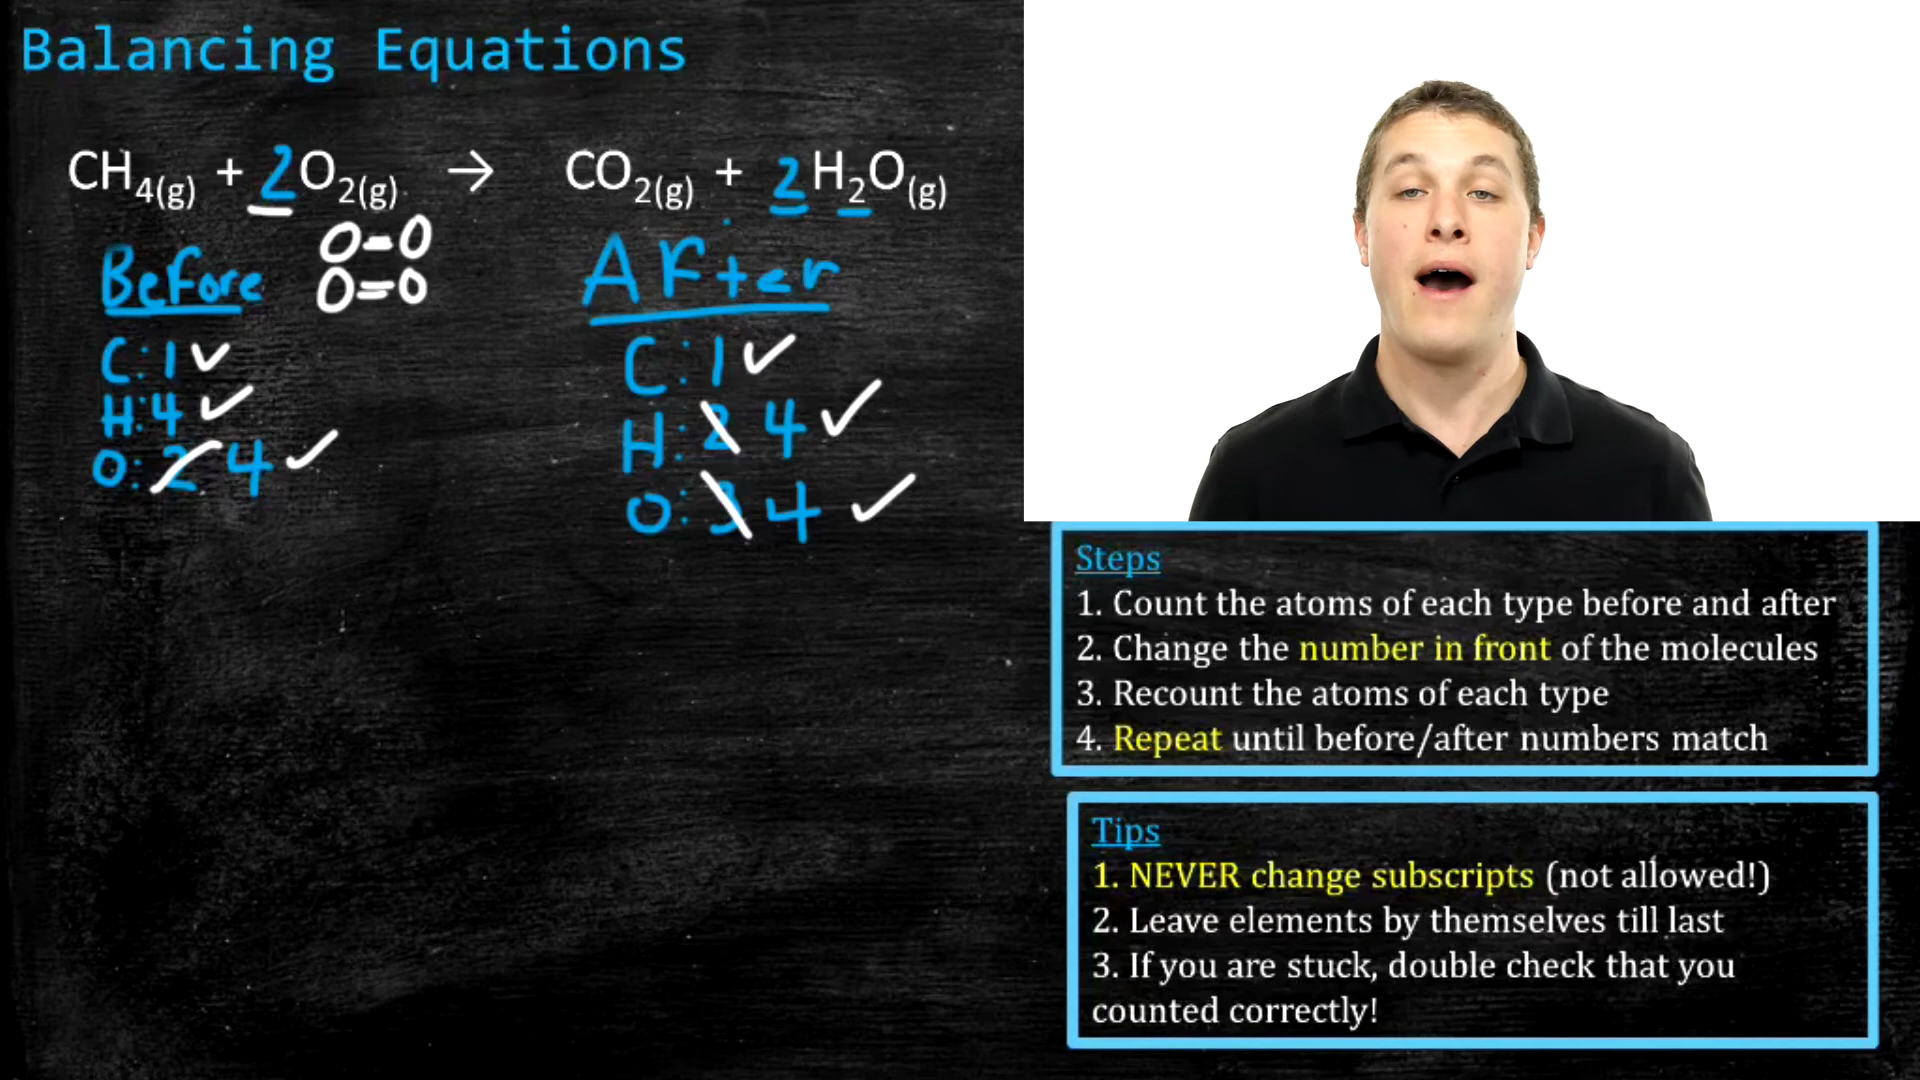 Balancing Equations
CH₄(g) + 2O₂(g) → CO₂(g) + 2H₂O(g)
Before
O=O
O=O
C: 1 ✓
H: 4 ✓
O: 2 4 ✓
After
C: 1 ✓
H: 2 4 ✓
O: 3 4 ✓
Steps
1. Count the atoms of each type before and after
2. Change the number in front of the molecules
3. Recount the atoms of each type
4. Repeat until before/after numbers match
Tips
1. NEVER change subscripts (not allowed!)
2. Leave elements by themselves till last
3. If you are stuck, double check that you
counted correctly!